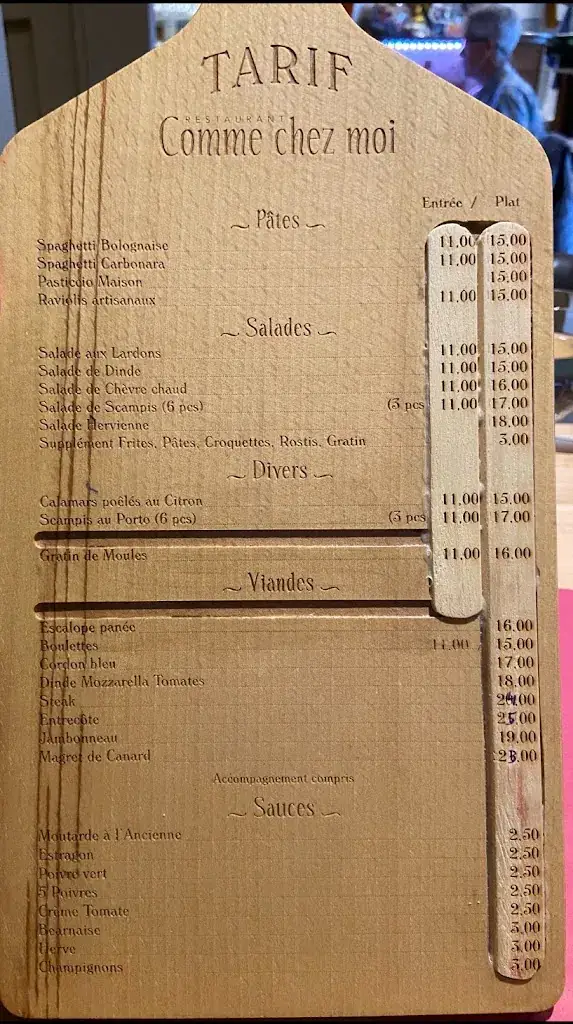 TARIF
RESTAURANT
Comme chez moi
Entrée / Plat
Pâtes
Spaghetti Bolognaise 11.00 15.00
Spaghetti Carbonara 11.00 15.00
Pasticcio Maison 15.00
Raviolis artisanaux 11.00 15.00
Salades
Salade aux Lardons 11.00 15.00
Salade de Dinde 11.00 15.00
Salade de Chèvre chaud 11.00 16.00
Salade de Scampis (6 pcs) (3 pcs 11.00 17.00
Salade Hervienne 18.00
Supplément Frites, Pâtes, Croquettes, Rostis, Gratin 3.00
Divers
Calamars poêlés au Citron 11.00 15.00
Scampis au Porto (6 pcs) (3 pcs 11.00 17.00
Gratin de Moules 11.00 16.00
Viandes
Escalope panée 16.00
Boulettes 11.00 15.00
Cordon bleu 17.00
Dinde Mozzarella Tomates 18.00
Steak
Entrecôte 25.00
Jambonneau 19.00
Magret de Canard 23.00
Accompagnement compris
Sauces
Moutarde à l'Ancienne 2.50
Estragon 2.50
Poivre vert 2.50
5 Poivres 2.50
Crème Tomate 2.50
Bearnaise 3.00
Herve 3.00
Champignons 3.00